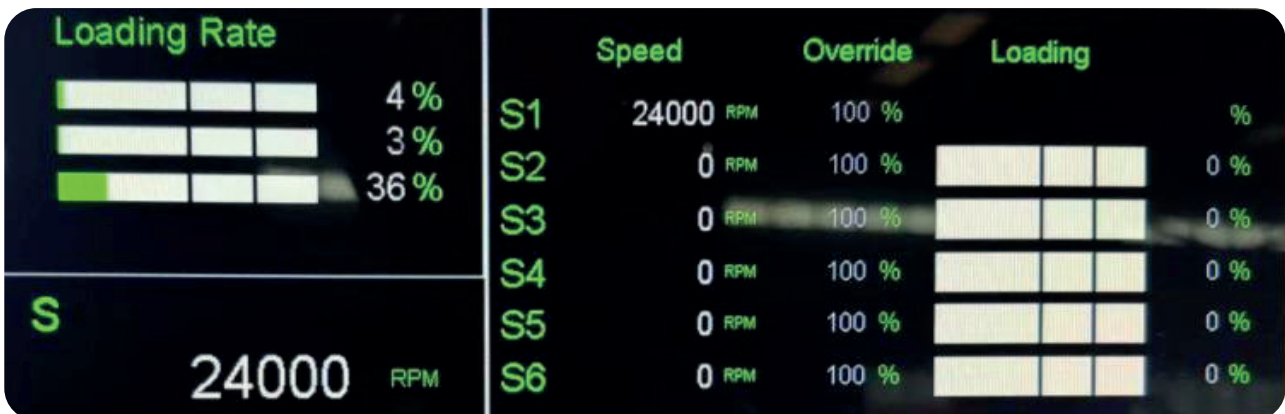 Loading Rate
4 %
3 %
36 %
S
24000 RPM
Speed Override Loading
S1 24000 RPM 100 % %
S2 0 RPM 100 % 0 %
S3 0 RPM 100 % 0 %
S4 0 RPM 100 % 0 %
S5 0 RPM 100 % 0 %
S6 0 RPM 100 % 0 %